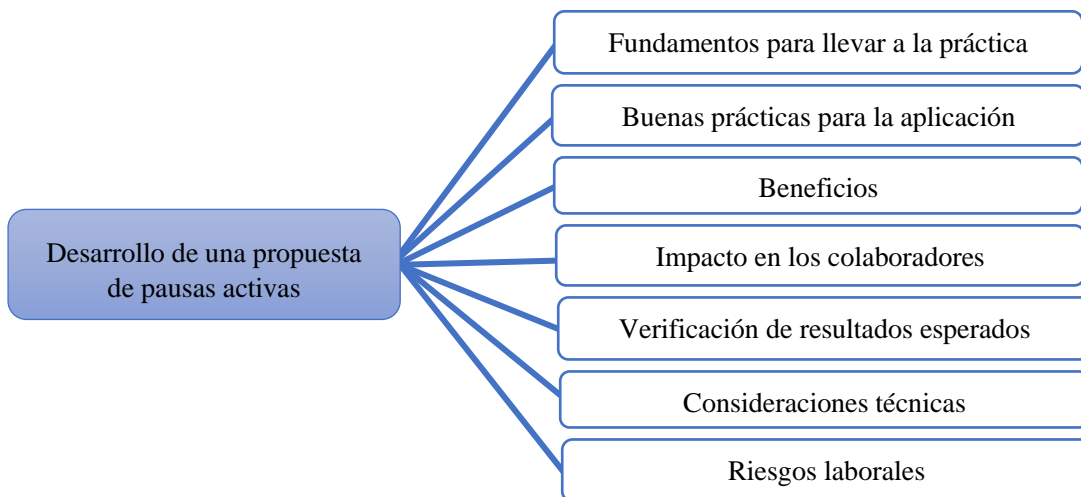 Fundamentos para llevar a la práctica
Buenas prácticas para la aplicación
Beneficios
Desarrollo de una propuesta
de pausas activas
Impacto en los colaboradores
Verificación de resultados esperados
Consideraciones técnicas
Riesgos laborales